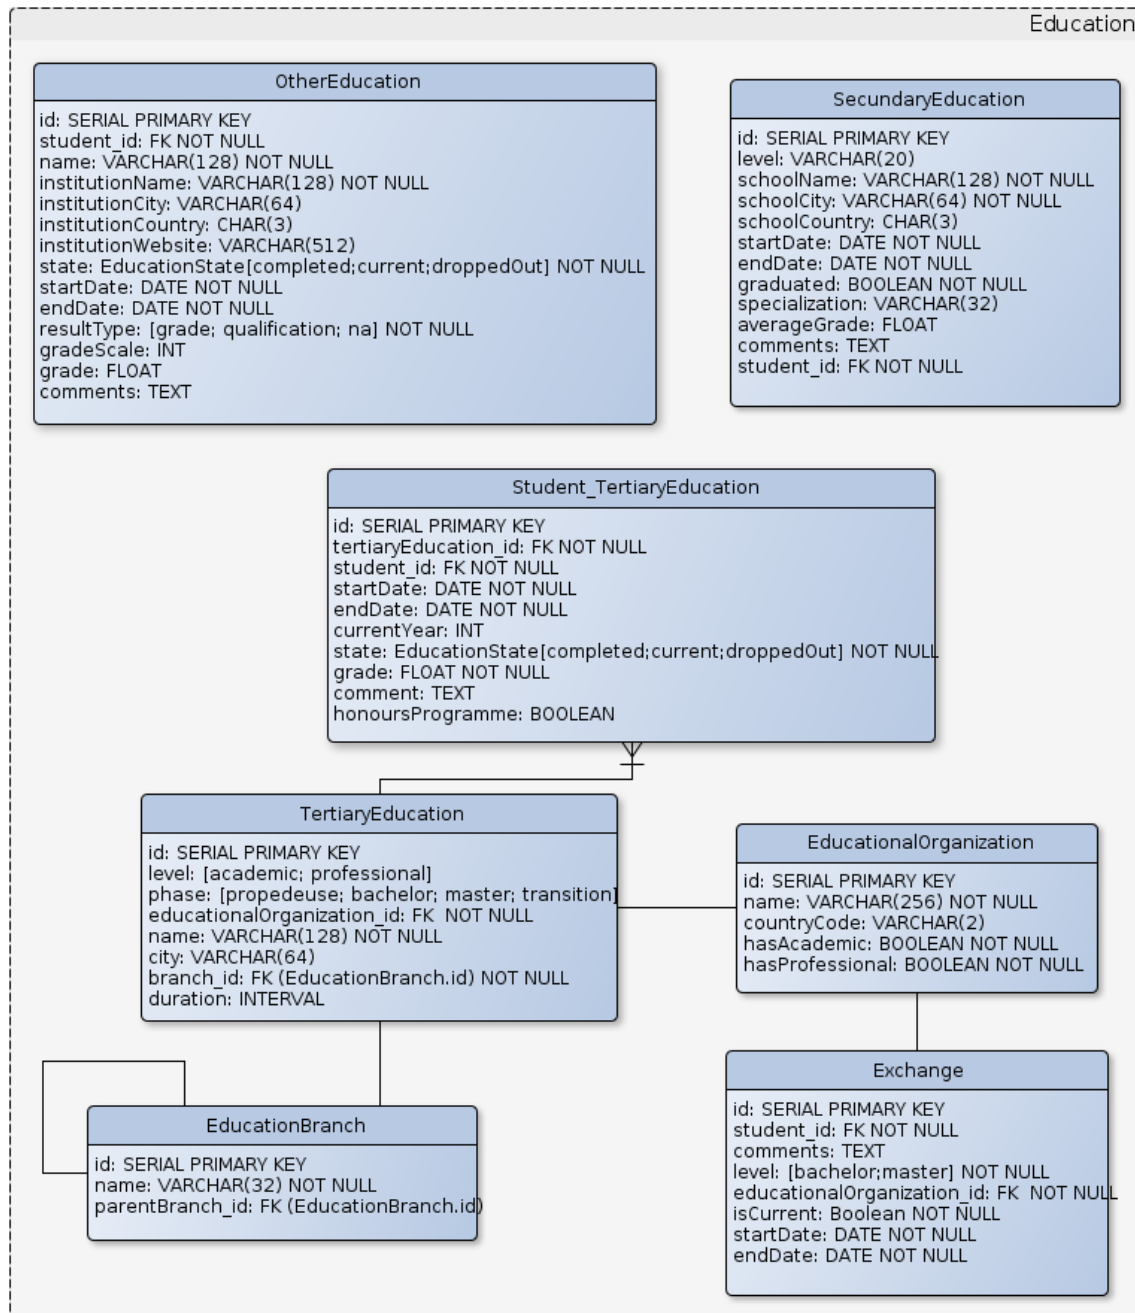 Education
OtherEducation
id: SERIAL PRIMARY KEY
student_id: FK NOT NULL
name: VARCHAR(128) NOT NULL
institutionName: VARCHAR(128) NOT NULL
institutionCity: VARCHAR(64)
institutionCountry: CHAR(3)
institutionWebsite: VARCHAR(512)
state: EducationState[completed;current;droppedOut] NOT NULL
startDate: DATE NOT NULL
endDate: DATE NOT NULL
resultType: [grade; qualification; na] NOT NULL
gradeScale: INT
grade: FLOAT
comments: TEXT
SecundaryEducation
id: SERIAL PRIMARY KEY
level: VARCHAR(20)
schoolName: VARCHAR(128) NOT NULL
schoolCity: VARCHAR(64) NOT NULL
schoolCountry: CHAR(3)
startDate: DATE NOT NULL
endDate: DATE NOT NULL
graduated: BOOLEAN NOT NULL
specialization: VARCHAR(32)
averageGrade: FLOAT
comments: TEXT
student_id: FK NOT NULL
Student_TertiaryEducation
id: SERIAL PRIMARY KEY
tertiaryEducation_id: FK NOT NULL
student_id: FK NOT NULL
startDate: DATE NOT NULL
endDate: DATE NOT NULL
currentYear: INT
state: EducationState[completed;current;droppedOut] NOT NULL
grade: FLOAT NOT NULL
comment: TEXT
honoursProgramme: BOOLEAN
TertiaryEducation
id: SERIAL PRIMARY KEY
level: [academic; professional]
phase: [propedeuse; bachelor; master; transition]
educationalOrganization_id: FK  NOT NULL
name: VARCHAR(128) NOT NULL
city: VARCHAR(64)
branch_id: FK (EducationBranch.id) NOT NULL
duration: INTERVAL
EducationalOrganization
id: SERIAL PRIMARY KEY
name: VARCHAR(256) NOT NULL
countryCode: VARCHAR(2)
hasAcademic: BOOLEAN NOT NULL
hasProfessional: BOOLEAN NOT NULL
EducationBranch
id: SERIAL PRIMARY KEY
name: VARCHAR(32) NOT NULL
parentBranch_id: FK (EducationBranch.id)
Exchange
id: SERIAL PRIMARY KEY
student_id: FK NOT NULL
comments: TEXT
level: [bachelor;master] NOT NULL
educationalOrganization_id: FK  NOT NULL
isCurrent: Boolean NOT NULL
startDate: DATE NOT NULL
endDate: DATE NOT NULL